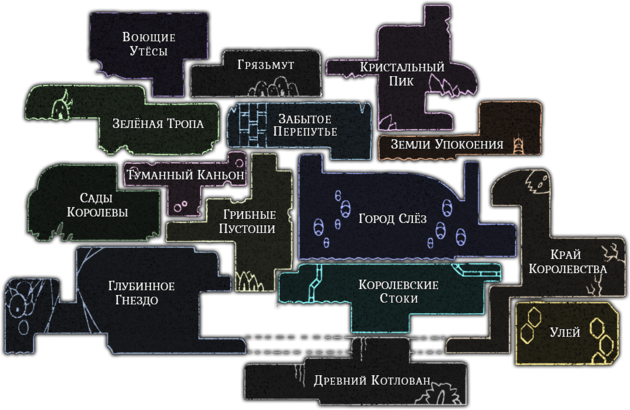 Воющие
Утёсы
Грязьмут
Кристальный
Пик
Зелёная Тропа
Забытое
Перепутье
Земли Упокоения
Туманный Каньон
Сады
Королевы
Грибные
Пустоши
Город Слёз
Край
Королевства
Глубинное
Гнездо
Королевские
Стоки
Улей
Древний Котлован